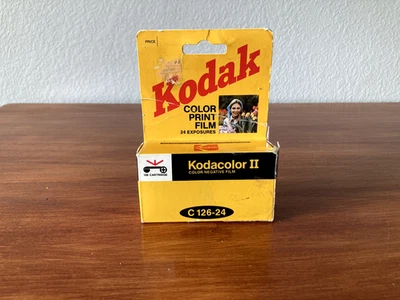 PRICE
Kodak
COLOR
PRINT
FILM
24 EXPOSURES
Kodacolor II
COLOR NEGATIVE FILM
126 CARTRIDGE
C 126-24